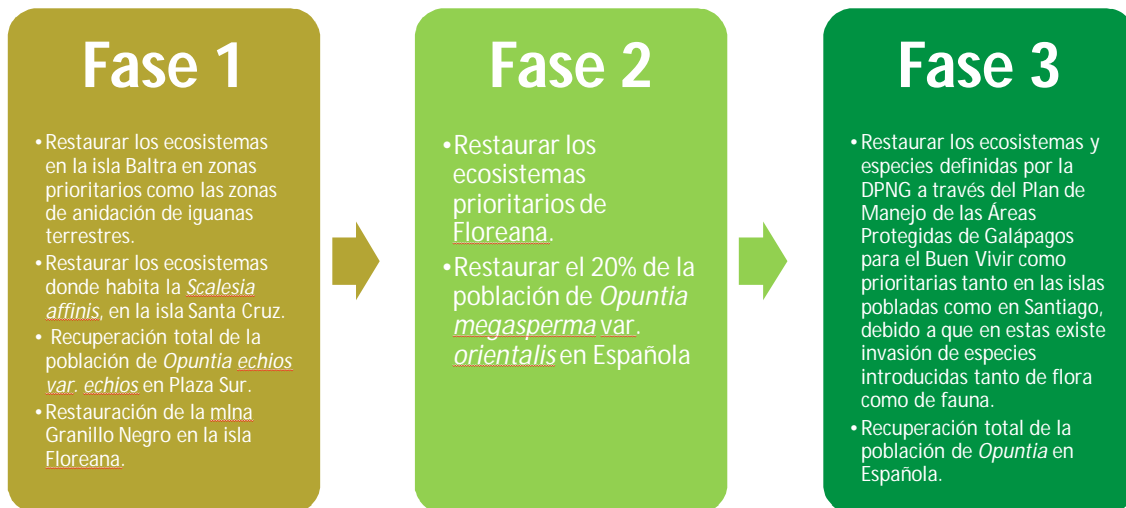 Fase 1
• Restaurar los ecosistemas
en la isla Baltra en zonas
prioritarios como las zonas
de anidación de iguanas
terrestres.
• Restaurar los ecosistemas
donde habita la Scalesia
affinis, en la isla Santa Cruz.
• Recuperación total de la
población de Opuntia echios
var. echios en Plaza Sur.
• Restauración de la mIna
Granillo Negro en la isla
Floreana.
Fase 2
• Restaurar los
ecosistemas
prioritarios de
Floreana.
• Restaurar el 20% de la
población de Opuntia
megasperma var.
orientalis en Española
Fase 3
• Restaurar los ecosistemas y
especies definidas por la
DPNG a través del Plan de
Manejo de las Áreas
Protegidas de Galápagos
para el Buen Vivir como
prioritarias tanto en las islas
pobladas como en Santiago,
debido a que en estas existe
invasión de especies
introducidas tanto de flora
como de fauna.
• Recuperación total de la
población de Opuntia en
Española.